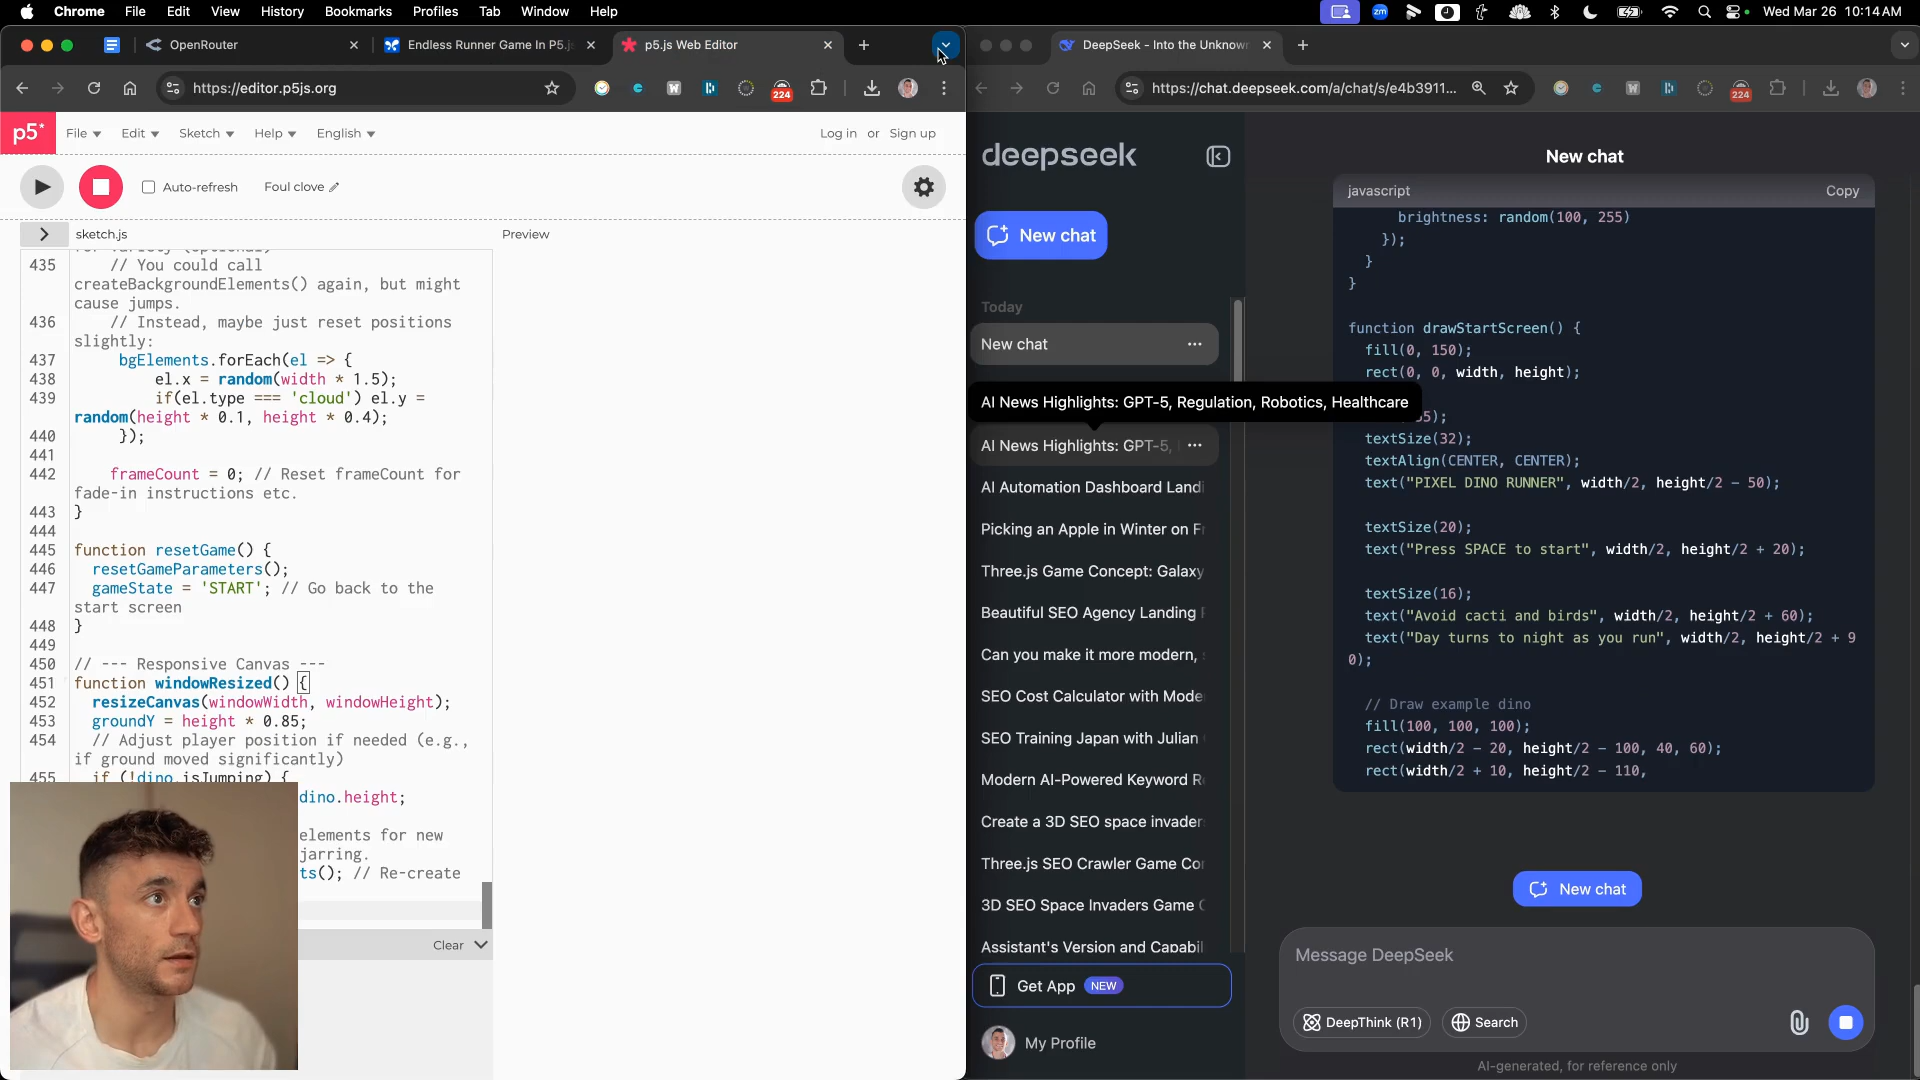 Chrome File Edit View History Bookmarks Profiles Tab Window Help
zm
Wed Mar 26 10:14 AM
OpenRouter
Endless Runner Game In P5.js
p5.js Web Editor
DeepSeek - Into the Unknown
https://editor.p5js.org
224
https://chat.deepseek.com/a/chat/s/e4b3911...
224
p5* File Edit Sketch Help English
Log in or Sign up
Auto-refresh
Foul clove
sketch.js
Preview
435 // You could call
createBackgroundElements() again, but might
cause jumps.
436 // Instead, maybe just reset positions
slightly:
437 bgElements.forEach(el => {
438 el.x = random(width * 1.5);
439 if(el.type === 'cloud') el.y =
random(height * 0.1, height * 0.4);
440 });
441
442 frameCount = 0; // Reset frameCount for
fade-in instructions etc.
443 }
444
445 function resetGame() {
446 resetGameParameters();
447 gameState = 'START'; // Go back to the
start screen
448 }
449
450 // --- Responsive Canvas ---
451 function windowResized() {
452 resizeCanvas(windowWidth, windowHeight);
453 groundY = height * 0.85;
454 // Adjust player position if needed (e.g.,
if ground moved significantly)
455 if (!dino.isJumping) {
dino.height;
elements for new
jarring.
ts(); // Re-create
Clear
deepseek
New chat
Today
New chat
AI News Highlights: GPT-5, Regulation, Robotics, Healthcare
AI News Highlights: GPT-5,
AI Automation Dashboard Landi
Picking an Apple in Winter on Fr
Three.js Game Concept: Galaxy
Beautiful SEO Agency Landing P
Can you make it more modern, s
SEO Cost Calculator with Mode
SEO Training Japan with Julian
Modern AI-Powered Keyword Re
Create a 3D SEO space invader
Three.js SEO Crawler Game Con
3D SEO Space Invaders Game C
Assistant's Version and Capabil
Get App NEW
My Profile
New chat
javascript
Copy
brightness: random(100, 255)
});
}
}
function drawStartScreen() {
fill(0, 150);
rect(0, 0, width, height);
55);
textSize(32);
textAlign(CENTER, CENTER);
text("PIXEL DINO RUNNER", width/2, height/2 - 50);
textSize(20);
text("Press SPACE to start", width/2, height/2 + 20);
textSize(16);
text("Avoid cacti and birds", width/2, height/2 + 60);
text("Day turns to night as you run", width/2, height/2 + 9
0);
// Draw example dino
fill(100, 100, 100);
rect(width/2 - 20, height/2 - 100, 40, 60);
rect(width/2 + 10, height/2 - 110,
New chat
Message DeepSeek
DeepThink (R1)
Search
AI-generated, for reference only